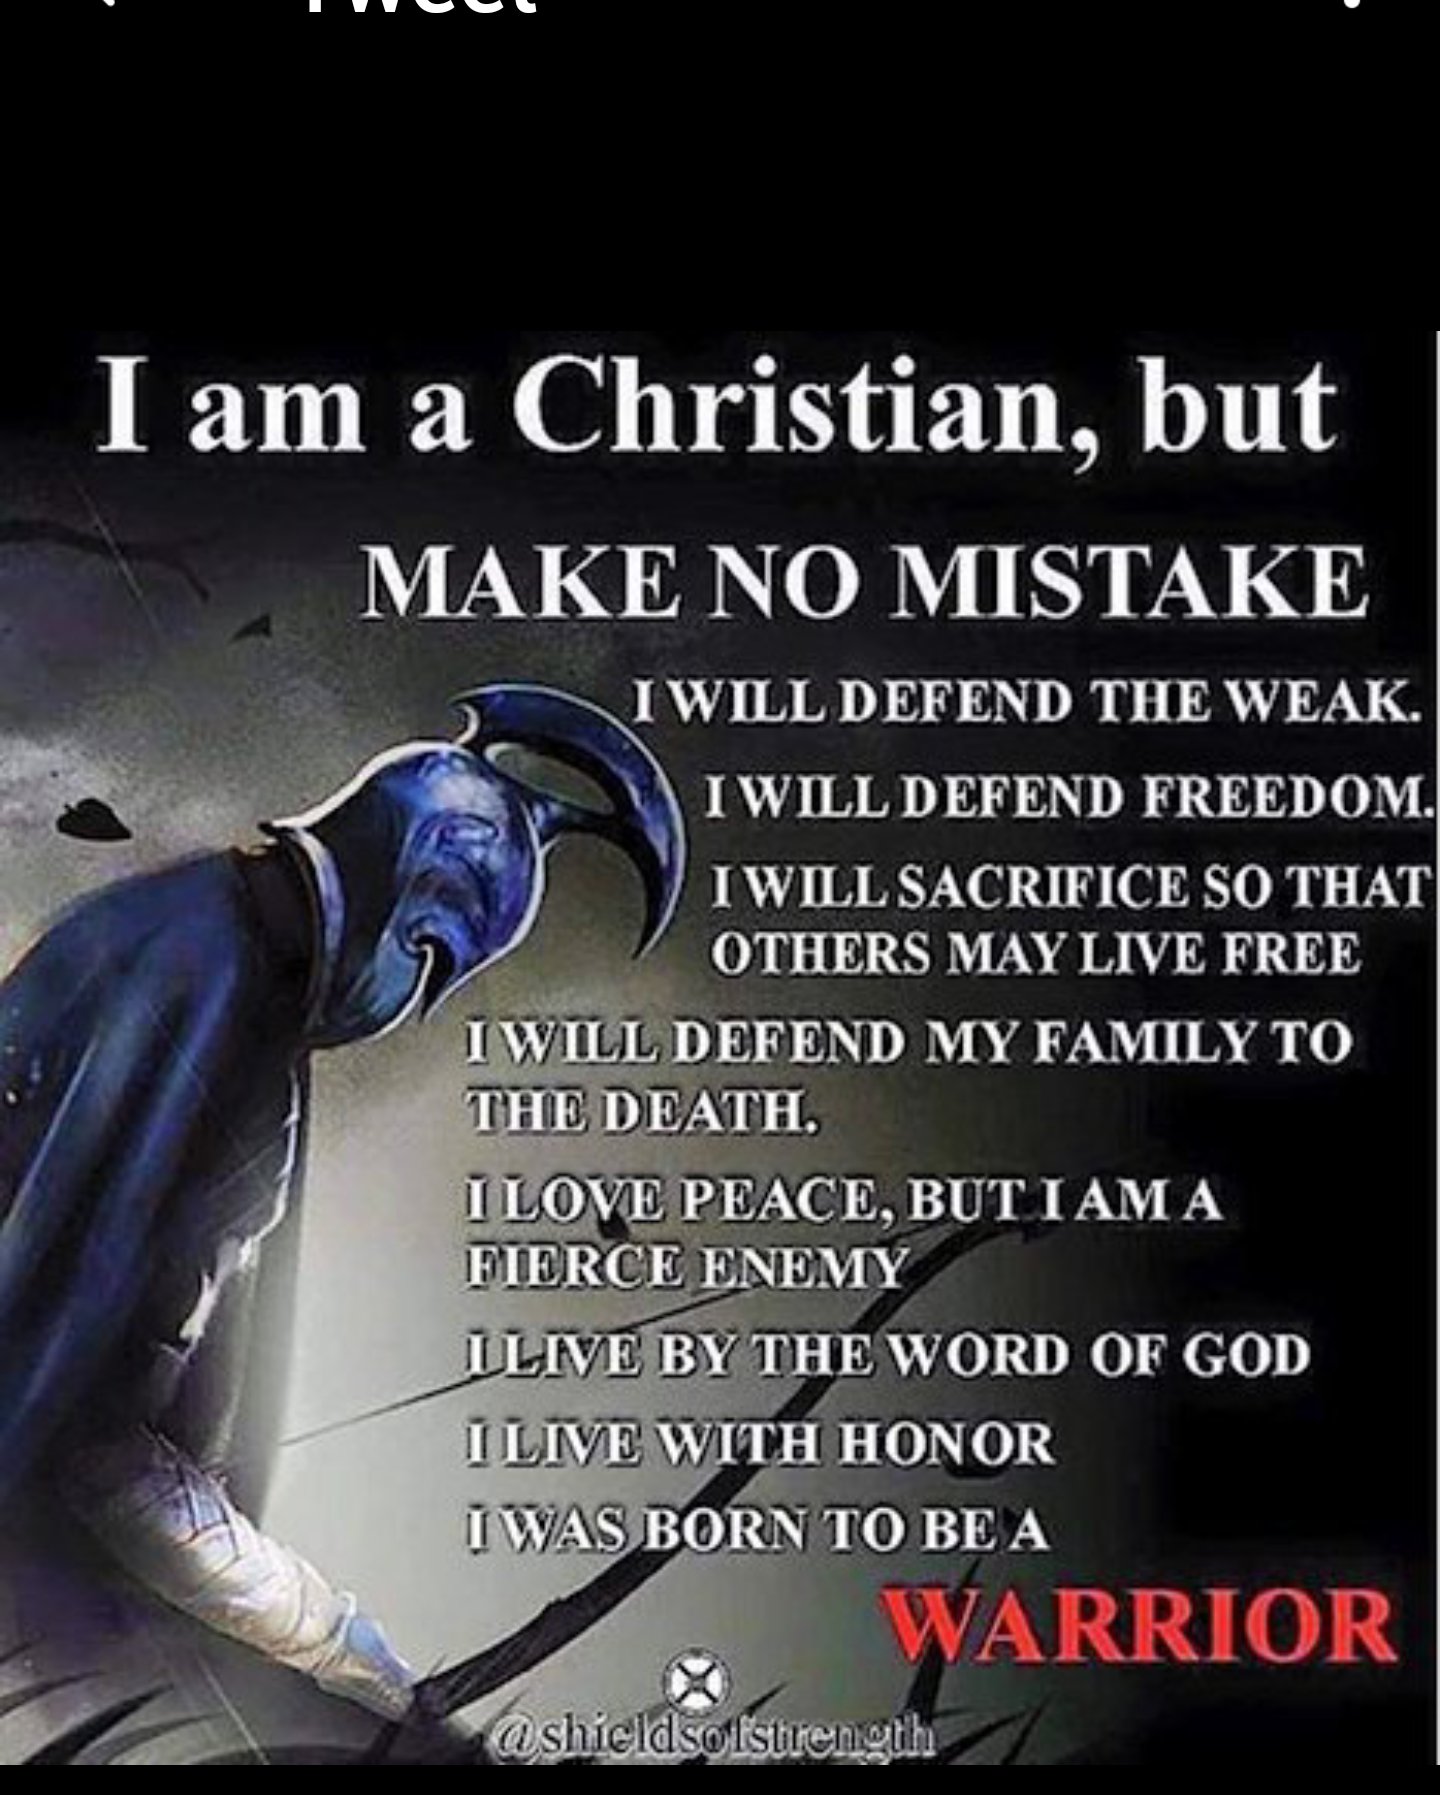 Tweet
I am a Christian, but
MAKE NO MISTAKE
I WILL DEFEND THE WEAK.
I WILL DEFEND FREEDOM.
I WILL SACRIFICE SO THAT
OTHERS MAY LIVE FREE
I WILL DEFEND MY FAMILY TO
THE DEATH.
I LOVE PEACE, BUT I AM A
FIERCE ENEMY
I LIVE BY THE WORD OF GOD
I LIVE WITH HONOR
I WAS BORN TO BE A
WARRIOR
@shieldsofstrength